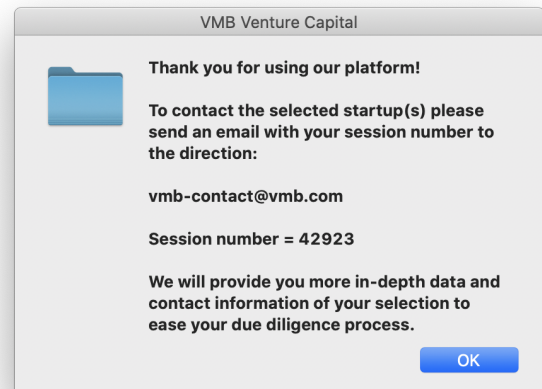 VMB Venture Capital
Thank you for using our platform!
To contact the selected startup(s) please
send an email with your session number to
the direction:
vmb-contact@vmb.com
Session number = 42923
We will provide you more in-depth data and
contact information of your selection to
ease your due diligence process.
OK